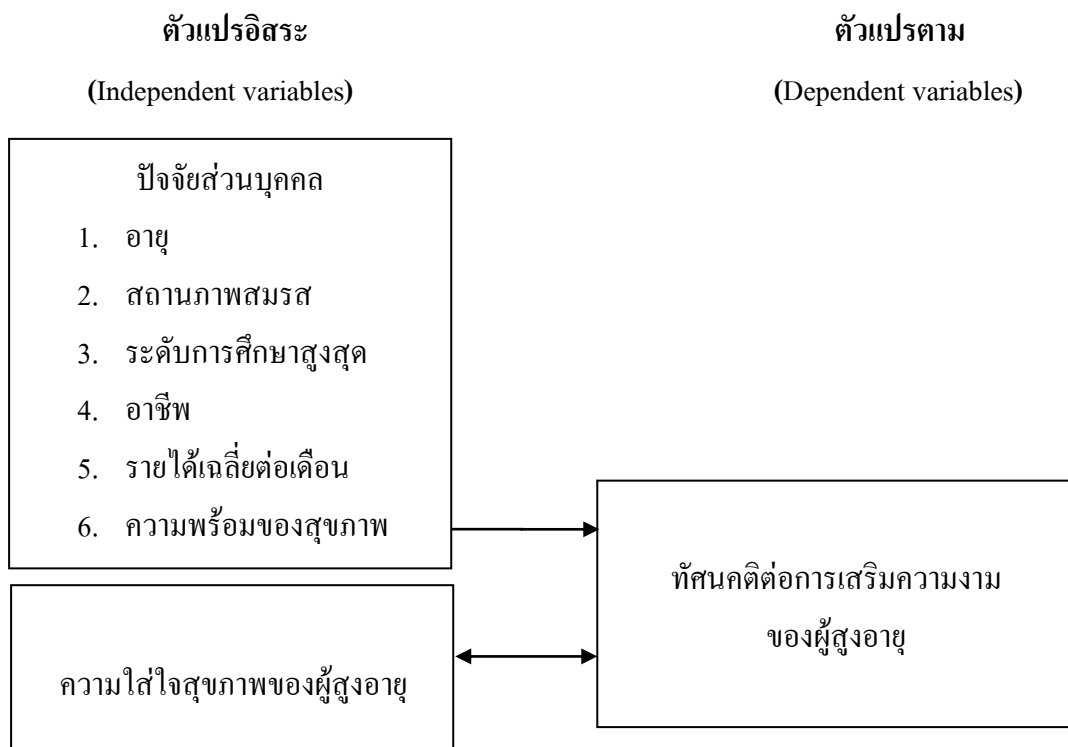 ตัวแปรอิสระ
(Independent variables)
ปัจจัยส่วนบุคคล
1. อายุ
2. สถานภาพสมรส
3. ระดับการศึกษาสูงสุด
4. อาชีพ
5. รายได้เฉลี่ยต่อเดือน
6. ความพร้อมของสุขภาพ
ความใส่ใจสุขภาพของผู้สูงอายุ
ตัวแปรตาม
(Dependent variables)
ทัศนคติต่อการเสริมความงาม
ของผู้สูงอายุ